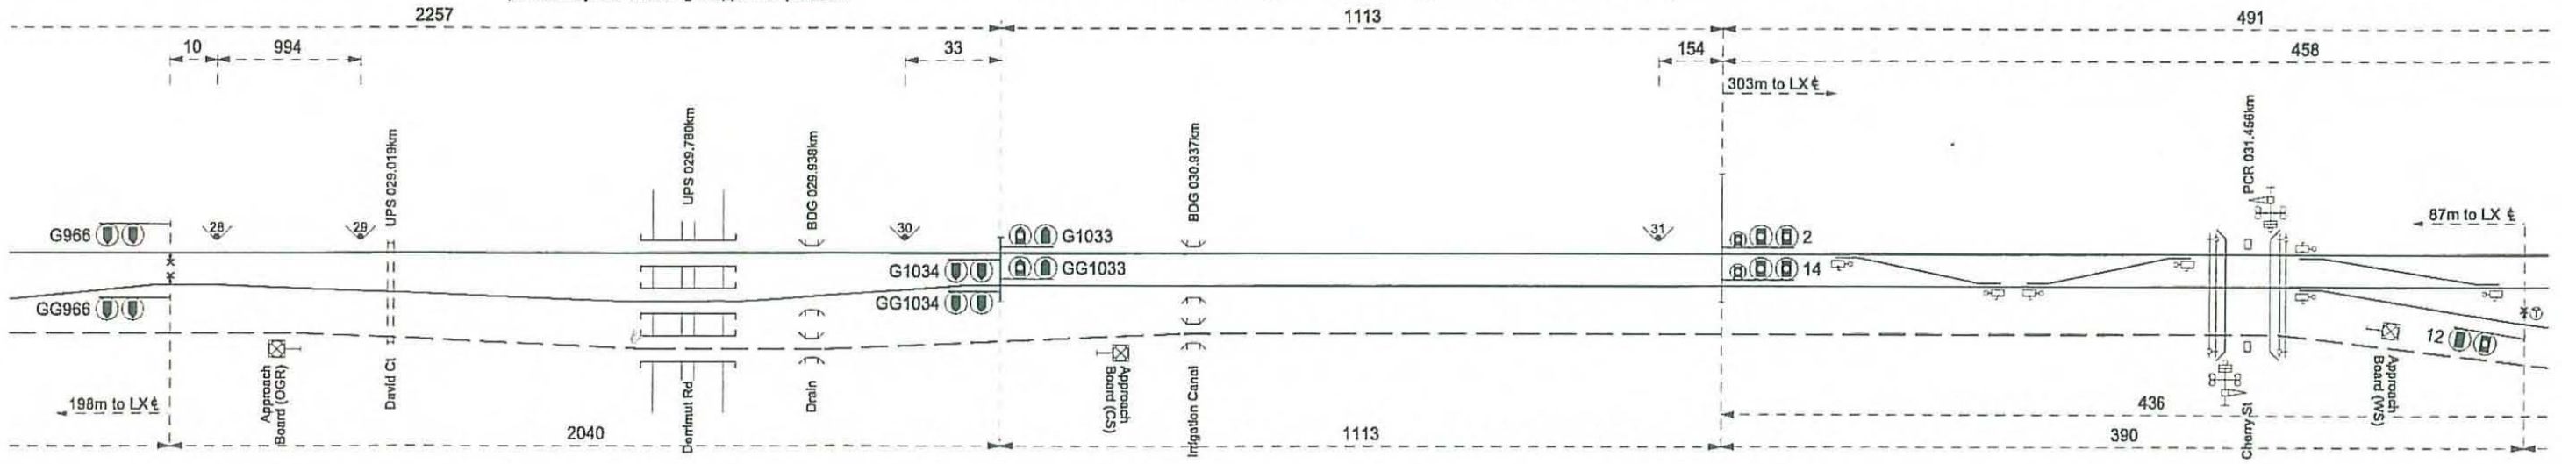 2257
1113
491
10
994
33
154
458
303m to LX ℄
UPS 029.019km
UPS 029.780km
BDG 029.938km
BDG 030.937km
PCR 031.456km
87m to LX ℄
G966
28
29
30
G1033
31
2
G1034
GG1033
14
GG966
GG1034
T
12
Approach
Board (OGR)
David Ct
Derrimut Rd
Drain
Approach
Board (CS)
Irrigation Canal
Cherry St
Approach
Board (WS)
198m to LX ℄
436
2040
1113
390